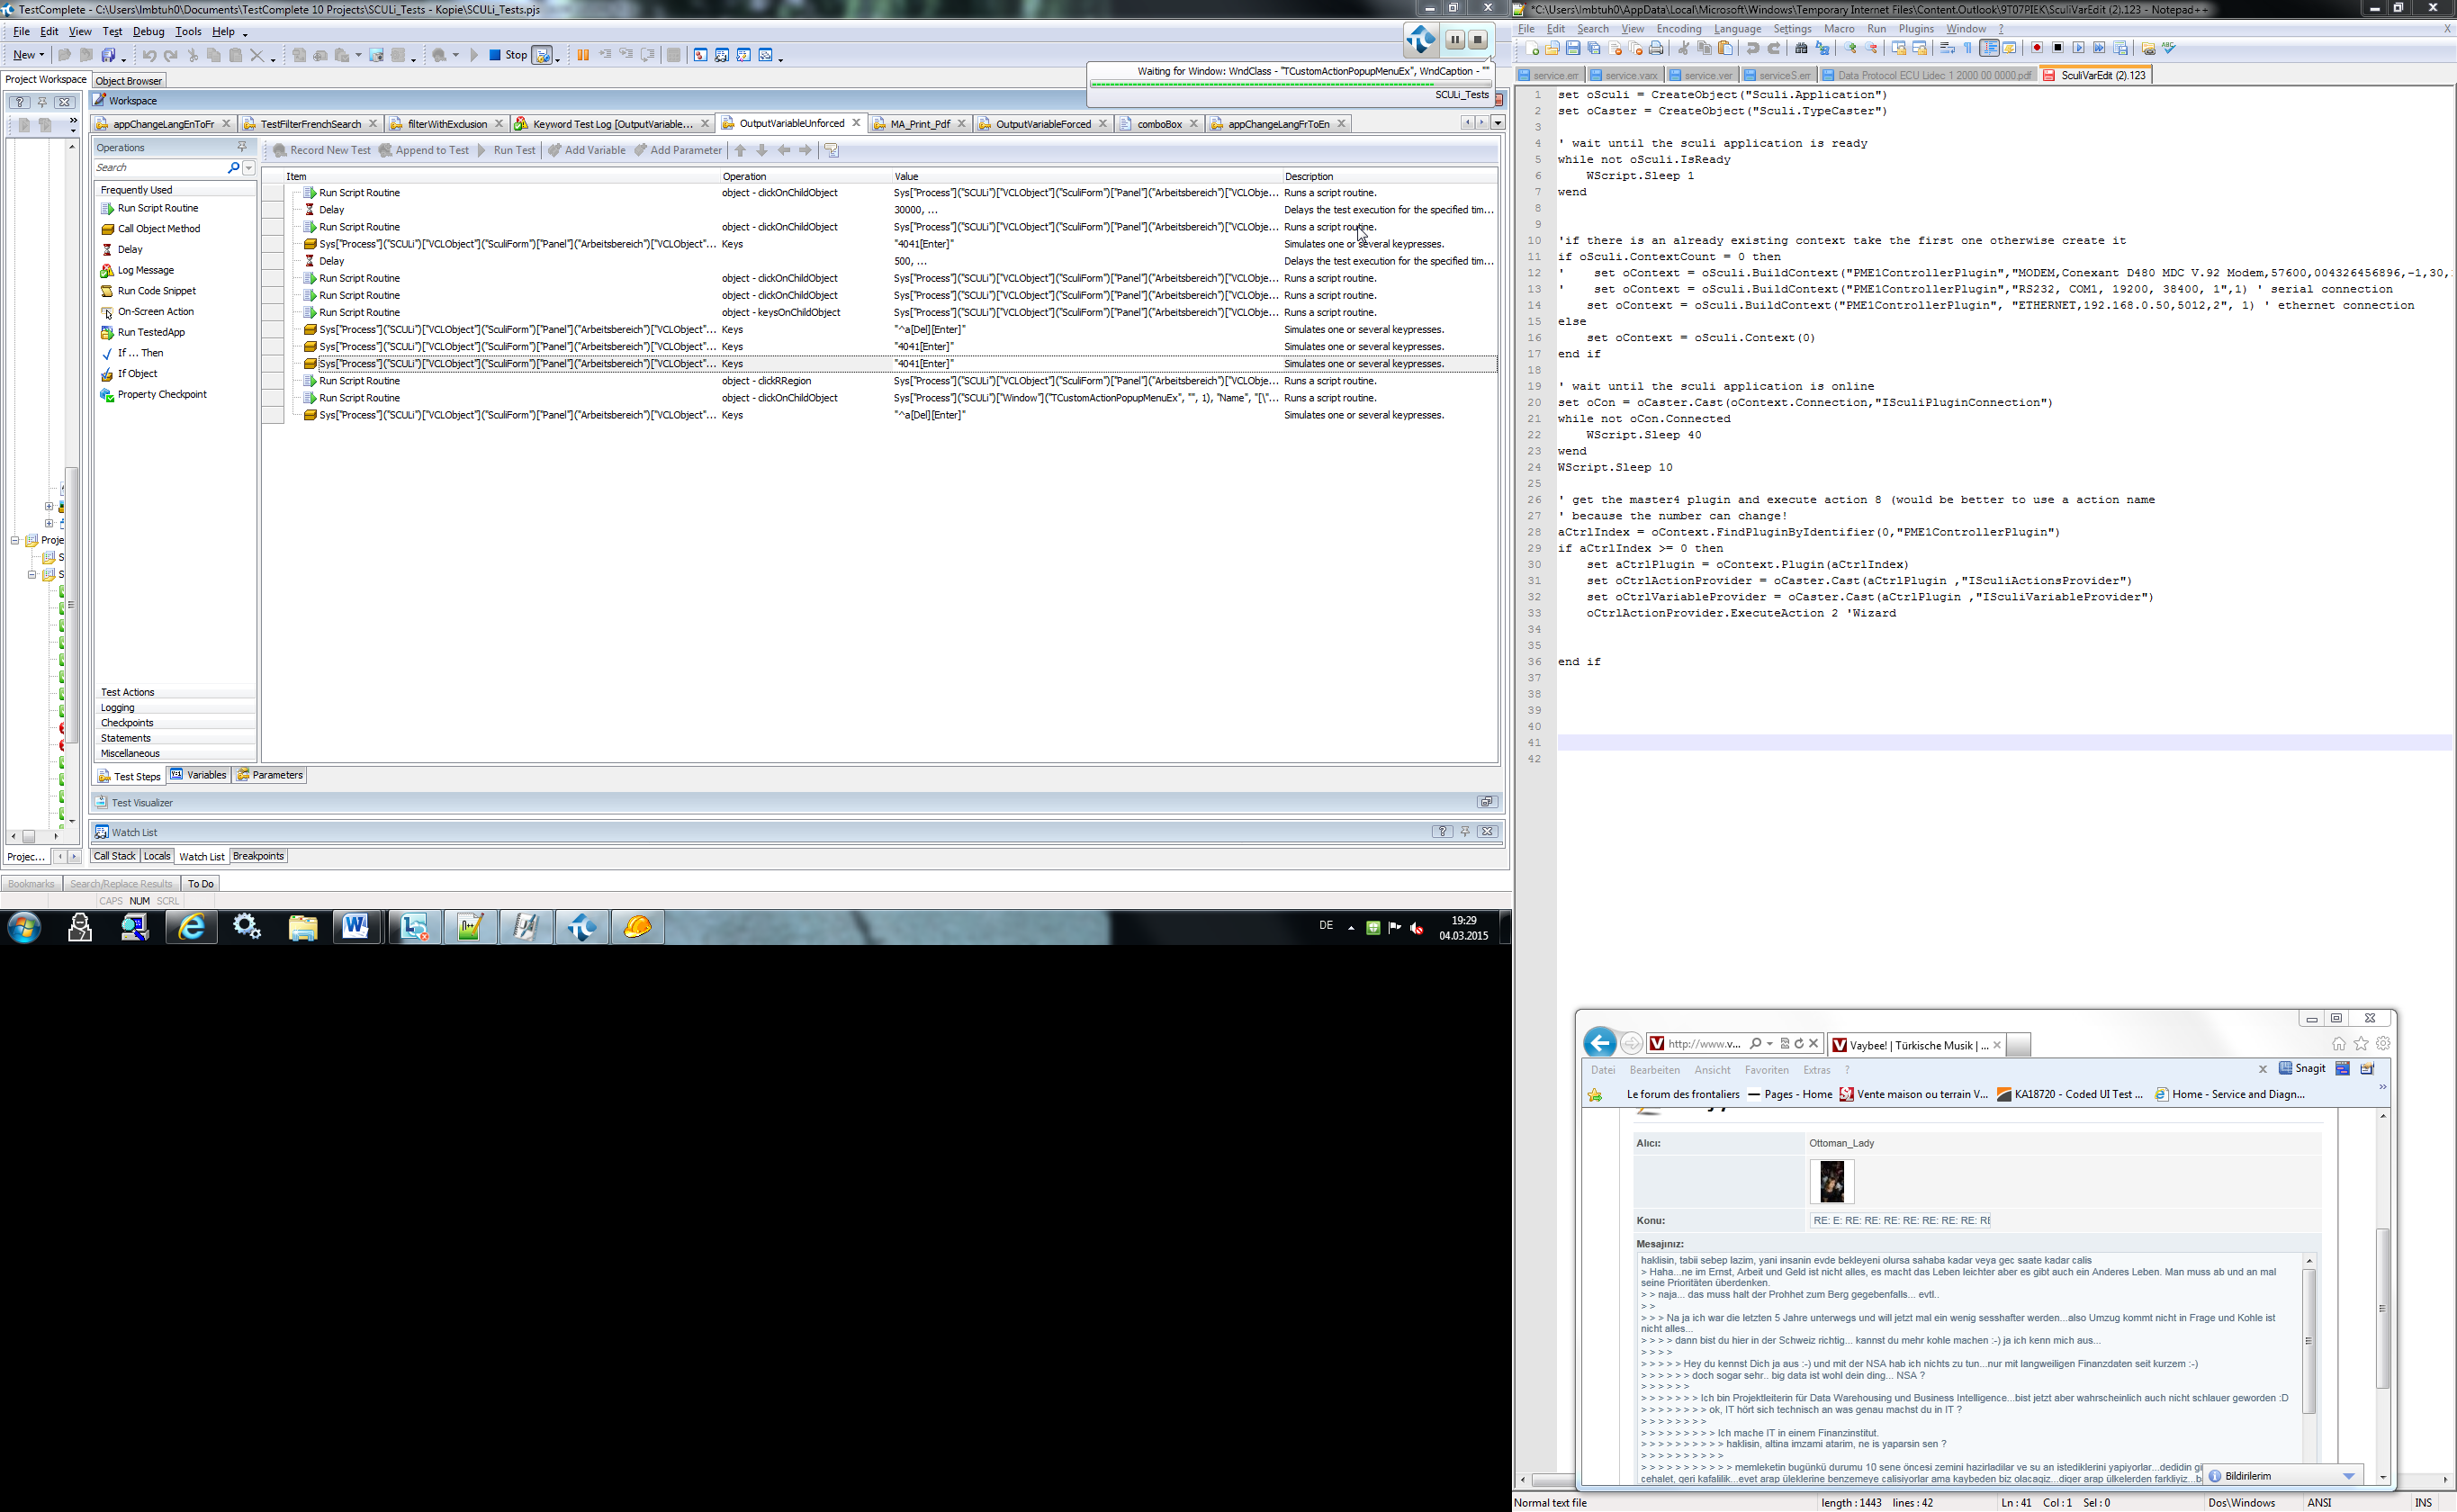 TestComplete - C:\Users\lmbtuh0\Documents\TestComplete 10 Projects\SCULi_Tests - Kopie\SCULi_Tests.pjs
File Edit View Test Debug Tools Help
New Stop
Waiting for Window: WndClass - "TCustomActionPopupMenuEx", WndCaption - ""
SCULi_Tests
Project Workspace Object Browser
Workspace
appChangeLangEnToFr TestFilterFrenchSearch filterWithExclusion Keyword Test Log [OutputVariable... OutputVariableUnforced MA_Print_Pdf OutputVariableForced comboBox appChangeLangFrToEn
Operations
Record New Test Append to Test Run Test Add Variable Add Parameter
Search
Item Operation Value Description
Frequently Used
Run Script Routine
Call Object Method
Delay
Log Message
Run Code Snippet
On-Screen Action
Run TestedApp
If ... Then
If Object
Property Checkpoint
Run Script Routine object - clickOnChildObject Sys["Process"]("SCULi")["VCLObject"]("SculiForm")["Panel"]("Arbeitsbereich")["VCLObje... Runs a script routine.
Delay 30000, ... Delays the test execution for the specified tim...
Run Script Routine object - clickOnChildObject Sys["Process"]("SCULi")["VCLObject"]("SculiForm")["Panel"]("Arbeitsbereich")["VCLObje... Runs a script routine.
Sys["Process"]("SCULi")["VCLObject"]("SculiForm")["Panel"]("Arbeitsbereich")["VCLObject"... Keys "4041[Enter]" Simulates one or several keypresses.
Delay 500, ... Delays the test execution for the specified tim...
Run Script Routine object - clickOnChildObject Sys["Process"]("SCULi")["VCLObject"]("SculiForm")["Panel"]("Arbeitsbereich")["VCLObje... Runs a script routine.
Run Script Routine object - clickOnChildObject Sys["Process"]("SCULi")["VCLObject"]("SculiForm")["Panel"]("Arbeitsbereich")["VCLObje... Runs a script routine.
Run Script Routine object - keysOnChildObject Sys["Process"]("SCULi")["VCLObject"]("SculiForm")["Panel"]("Arbeitsbereich")["VCLObje... Runs a script routine.
Sys["Process"]("SCULi")["VCLObject"]("SculiForm")["Panel"]("Arbeitsbereich")["VCLObject"... Keys "^a[Del][Enter]" Simulates one or several keypresses.
Sys["Process"]("SCULi")["VCLObject"]("SculiForm")["Panel"]("Arbeitsbereich")["VCLObject"... Keys "4041[Enter]" Simulates one or several keypresses.
Sys["Process"]("SCULi")["VCLObject"]("SculiForm")["Panel"]("Arbeitsbereich")["VCLObject"... Keys "4041[Enter]" Simulates one or several keypresses.
Run Script Routine object - clickRRegion Sys["Process"]("SCULi")["VCLObject"]("SculiForm")["Panel"]("Arbeitsbereich")["VCLObje... Runs a script routine.
Run Script Routine object - clickOnChildObject Sys["Process"]("SCULi")["Window"]("TCustomActionPopupMenuEx", "", 1), "Name", "[\"... Runs a script routine.
Sys["Process"]("SCULi")["VCLObject"]("SculiForm")["Panel"]("Arbeitsbereich")["VCLObject"... Keys "^a[Del][Enter]" Simulates one or several keypresses.
Proje
S
S
Test Actions
Logging
Checkpoints
Statements
Miscellaneous
Test Steps Variables Parameters
Test Visualizer
Watch List
Projec... Call Stack Locals Watch List Breakpoints
Bookmarks Search/Replace Results To Do
CAPS NUM SCRL
DE 19:29
04.03.2015
*C:\Users\lmbtuh0\AppData\Local\Microsoft\Windows\Temporary Internet Files\Content.Outlook\9T07PIEK\SculiVarEdit (2).123 - Notepad++
File Edit Search View Encoding Language Settings Macro Run Plugins Window ? X
service.err service.varx service.ver serviceS.err Data Protocol ECU Lidec 1 2000 00 0000.pdf SculiVarEdit (2).123
1 set oSculi = CreateObject("Sculi.Application")
2 set oCaster = CreateObject("Sculi.TypeCaster")
3
4 ' wait until the sculi application is ready
5 while not oSculi.IsReady
6 WScript.Sleep 1
7 wend
8
9
10 'if there is an already existing context take the first one otherwise create it
11 if oSculi.ContextCount = 0 then
12 ' set oContext = oSculi.BuildContext("PME1ControllerPlugin","MODEM,Conexant D480 MDC V.92 Modem,57600,004326456896,-1,30,
13 ' set oContext = oSculi.BuildContext("PME1ControllerPlugin","RS232, COM1, 19200, 38400, 1",1) ' serial connection
14 set oContext = oSculi.BuildContext("PME1ControllerPlugin", "ETHERNET,192.168.0.50,5012,2", 1) ' ethernet connection
15 else
16 set oContext = oSculi.Context(0)
17 end if
18
19 ' wait until the sculi application is online
20 set oCon = oCaster.Cast(oContext.Connection,"ISculiPluginConnection")
21 while not oCon.Connected
22 WScript.Sleep 40
23 wend
24 WScript.Sleep 10
25
26 ' get the master4 plugin and execute action 8 (would be better to use a action name
27 ' because the number can change!
28 aCtrlIndex = oContext.FindPluginByIdentifier(0,"PME1ControllerPlugin")
29 if aCtrlIndex >= 0 then
30 set aCtrlPlugin = oContext.Plugin(aCtrlIndex)
31 set oCtrlActionProvider = oCaster.Cast(aCtrlPlugin ,"ISculiActionsProvider")
32 set oCtrlVariableProvider = oCaster.Cast(aCtrlPlugin ,"ISculiVariableProvider")
33 oCtrlActionProvider.ExecuteAction 2 'Wizard
34
35
36 end if
37
38
39
40
41
42
http://www.v... Vaybee! | Türkische Musik | ...
Datei Bearbeiten Ansicht Favoriten Extras ? x Snagit
Le forum des frontaliers Pages - Home Vente maison ou terrain V... KA18720 - Coded UI Test ... Home - Service and Diagn...
Alıcı: Ottoman_Lady
Konu: RE: E: RE: RE: RE: RE: RE: RE: RE: RE
Mesajınız:
haklisin, tabii sebep lazim, yani insanin evde bekleyeni olursa sahaba kadar veya gec saate kadar calis
> Haha...ne im Ernst, Arbeit und Geld ist nicht alles, es macht das Leben leichter aber es gibt auch ein Anderes Leben. Man muss ab und an mal
seine Prioritäten überdenken.
> > naja... das muss halt der Prohhet zum Berg gegebenfalls... evtl..
> >
> > > Na ja ich war die letzten 5 Jahre unterwegs und will jetzt mal ein wenig sesshafter werden...also Umzug kommt nicht in Frage und Kohle ist
nicht alles...
> > > > dann bist du hier in der Schweiz richtig... kannst du mehr kohle machen :-) ja ich kenn mich aus...
> > > >
> > > > > Hey du kennst Dich ja aus :-) und mit der NSA hab ich nichts zu tun...nur mit langweiligen Finanzdaten seit kurzem :-)
> > > > > > doch sogar sehr.. big data ist wohl dein ding... NSA ?
> > > > > >
> > > > > > > Ich bin Projektleiterin für Data Warehousing und Business Intelligence...bist jetzt aber wahrscheinlich auch nicht schlauer geworden :D
> > > > > > > > ok, IT hört sich technisch an was genau machst du in IT ?
> > > > > > > >
> > > > > > > > > Ich mache IT in einem Finanzinstitut.
> > > > > > > > > > haklisin, altina imzami atarim, ne is yaparsin sen ?
> > > > > > > > > >
> > > > > > > > > > > memleketin bugünkü durumu 10 sene öncesi zemini hazirladilar ve su an istediklerini yapiyorlar...dedidin gi
cehalet, geri kafalilik...evet arap üleklerine benzemeye calisiyorlar ama kaybeden biz olacagiz...diger arap ülkelerden farkliyiz...b
Bildirilerim
Normal text file length : 1443 lines : 42 Ln : 41 Col : 1 Sel : 0 Dos\Windows ANSI INS